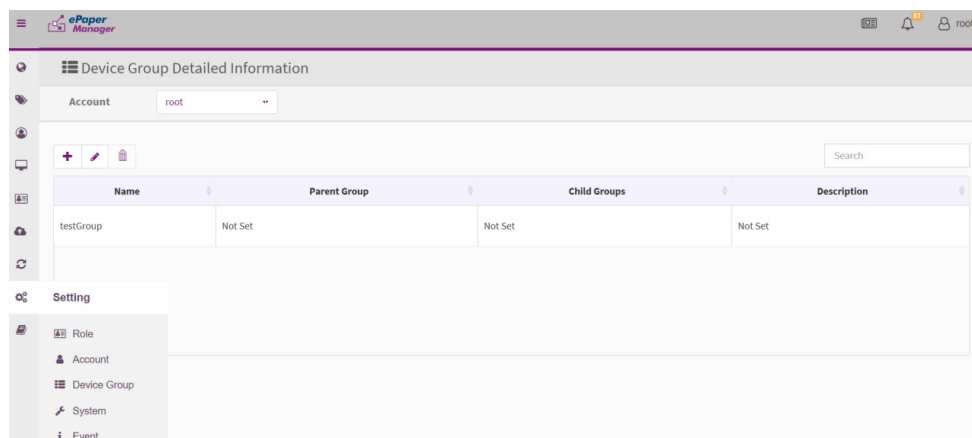 ePaper
Manager
61
root
Device Group Detailed Information
Account root
Search
Name Parent Group Child Groups Description
testGroup Not Set Not Set Not Set
Setting
Role
Account
Device Group
System
Event